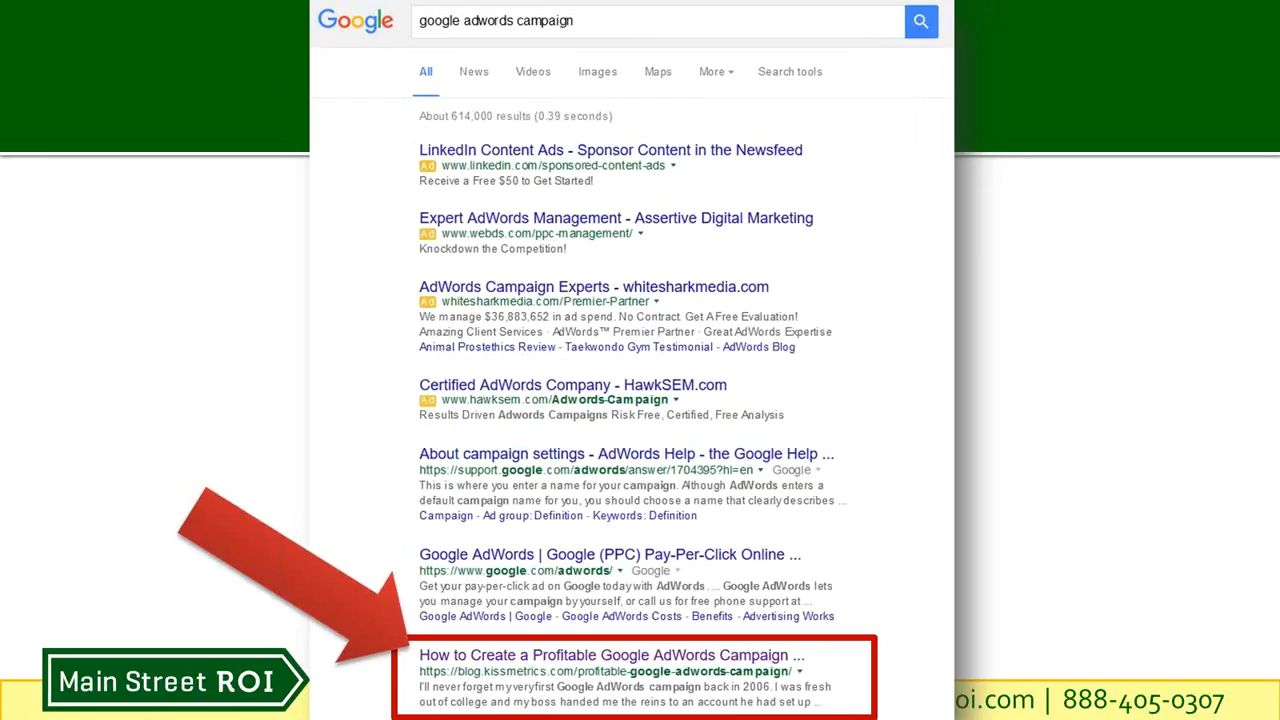 Google
google adwords campaign
All News Videos Images Maps More Search tools
About 614,000 results (0.39 seconds)
LinkedIn Content Ads - Sponsor Content in the Newsfeed
Ad www.linkedin.com/sponsored-content-ads
Receive a Free $50 to Get Started!
Expert AdWords Management - Assertive Digital Marketing
Ad www.webds.com/ppc-management/
Knockdown the Competition!
AdWords Campaign Experts - whitesharkmedia.com
Ad whitesharkmedia.com/Premier-Partner
We manage $36,883,652 in ad spend. No Contract. Get A Free Evaluation!
Amazing Client Services · AdWords™ Premier Partner · Great AdWords Expertise
Animal Prostethics Review - Taekwondo Gym Testimonial - AdWords Blog
Certified AdWords Company - HawkSEM.com
Ad www.hawksem.com/Adwords-Campaign
Results Driven Adwords Campaigns Risk Free, Certified, Free Analysis
About campaign settings - AdWords Help - the Google Help ...
https://support.google.com/adwords/answer/1704395?hl=en Google
This is where you enter a name for your campaign. Although AdWords enters a
default campaign name for you, you should choose a name that clearly describes ...
Campaign - Ad group: Definition - Keywords: Definition
Google AdWords | Google (PPC) Pay-Per-Click Online ...
https://www.google.com/adwords/ Google
Get your pay-per-click ad on Google today with AdWords. ... Google AdWords lets
you manage your campaign by yourself, or call us for free phone support at ...
Google AdWords | Google - Google AdWords Costs - Benefits - Advertising Works
How to Create a Profitable Google AdWords Campaign ...
https://blog.kissmetrics.com/profitable-google-adwords-campaign/
I'll never forget my veryfirst Google AdWords campaign back in 2006. I was fresh
out of college and my boss handed me the reins to an account he had set up ...
Main Street ROI
oi.com | 888-405-0307